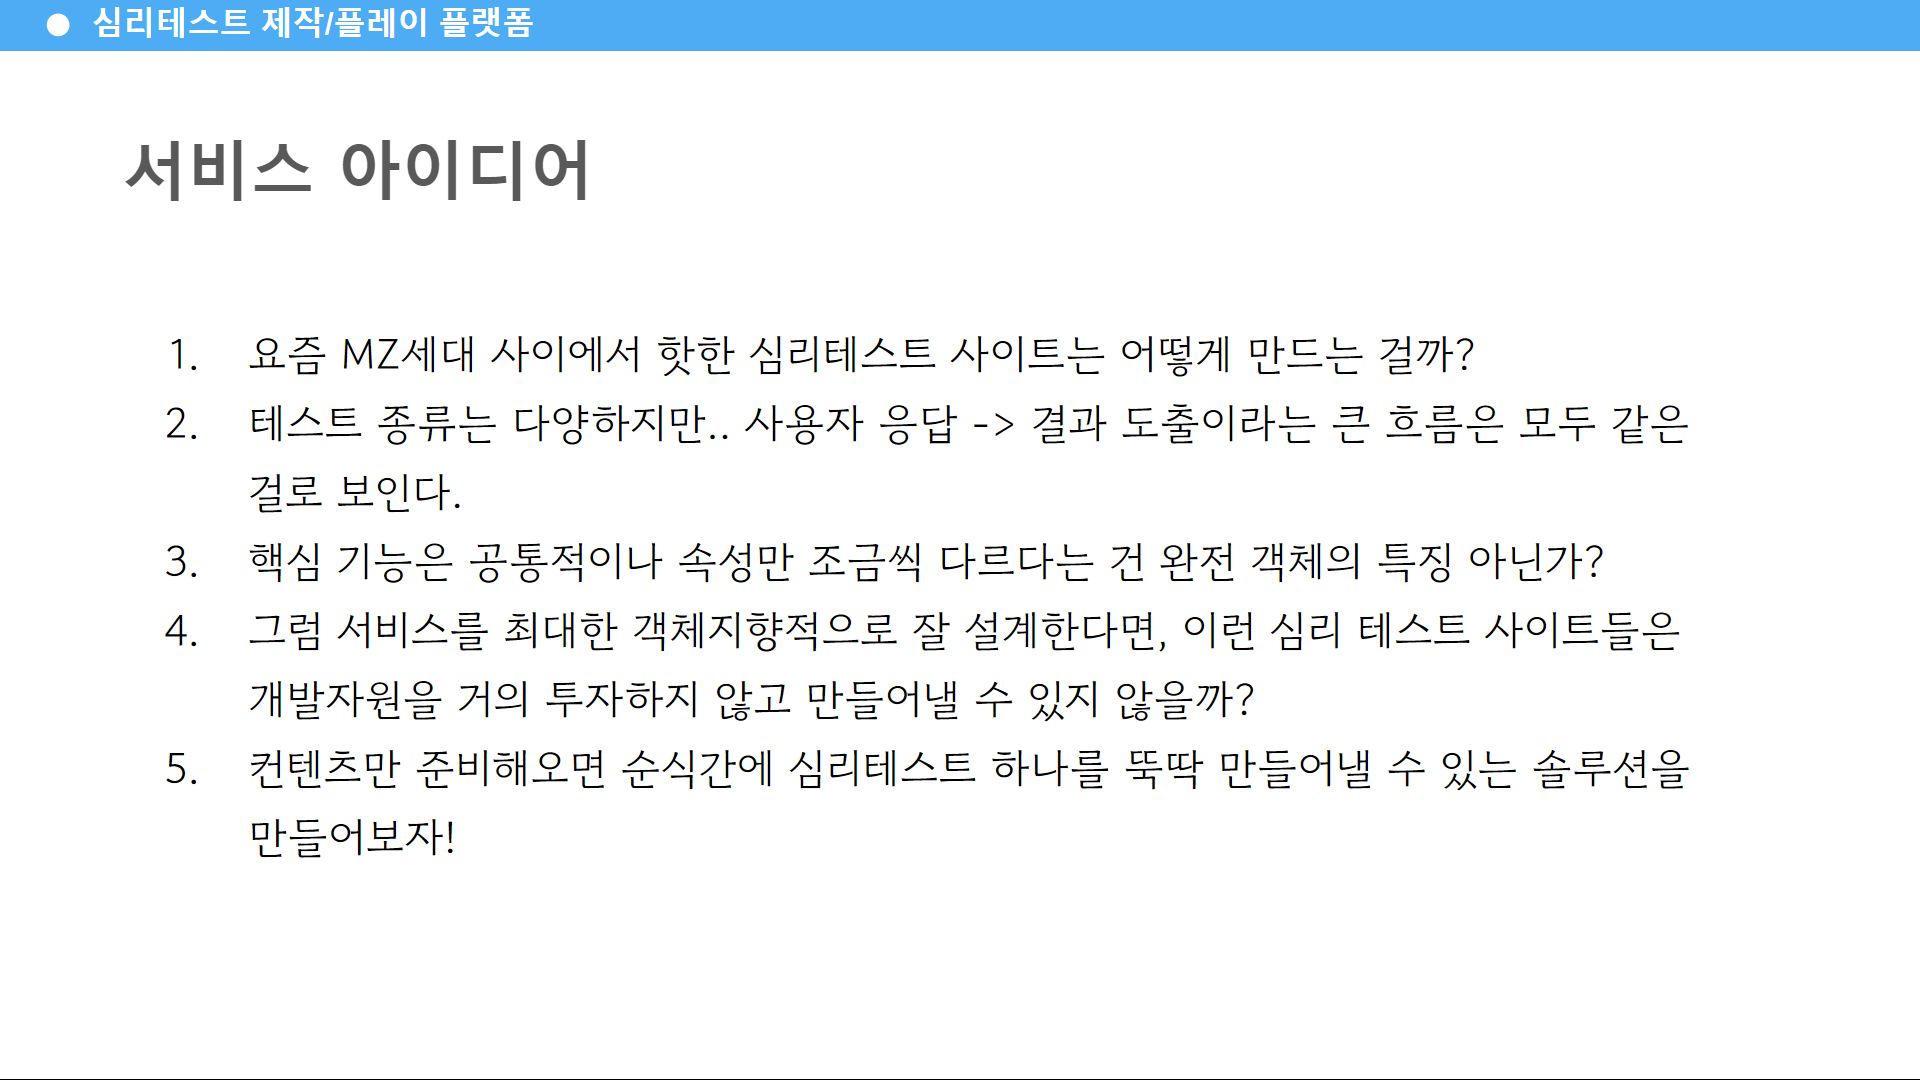 심리테스트 제작/플레이 플랫폼
서비스 아이디어
1. 요즘 MZ세대 사이에서 핫한 심리테스트 사이트는 어떻게 만드는 걸까?
2. 테스트 종류는 다양하지만.. 사용자 응답 -> 결과 도출이라는 큰 흐름은 모두 같은
걸로 보인다.
3. 핵심 기능은 공통적이나 속성만 조금씩 다르다는 건 완전 객체의 특징 아닌가?
4. 그럼 서비스를 최대한 객체지향적으로 잘 설계한다면, 이런 심리 테스트 사이트들은
개발자원을 거의 투자하지 않고 만들어낼 수 있지 않을까?
5. 컨텐츠만 준비해오면 순식간에 심리테스트 하나를 뚝딱 만들어낼 수 있는 솔루션을
만들어보자!